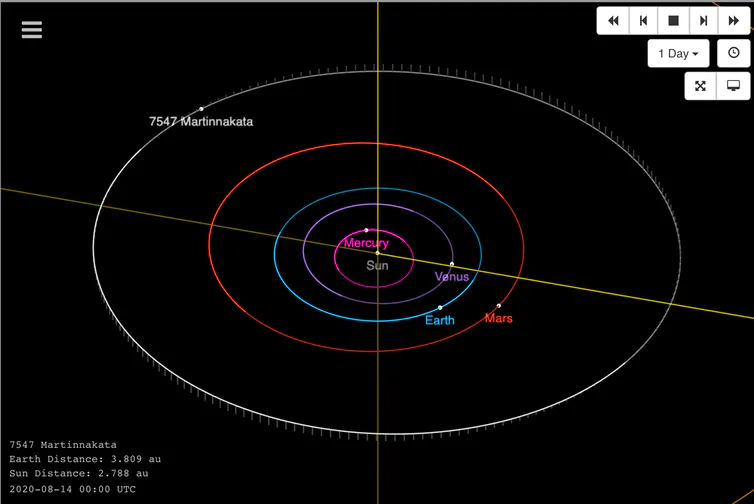 1 Day
7547 Martinnakata
Mercury
Sun
Venus
Earth
Mars
7547 Martinnakata
Earth Distance: 3.809 au
Sun Distance: 2.788 au
2020-08-14 00:00 UTC